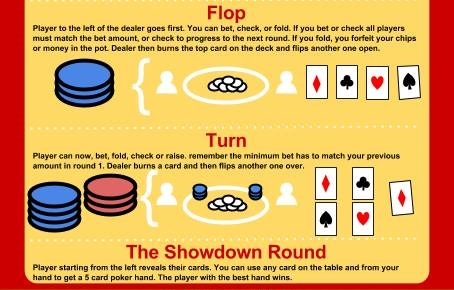 Flop
Player to the left of the dealer goes first. You can bet, check, or fold. If you bet or check all players
must match the bet amount, or check to progress to the next round. If you fold, you forfeit your chips
or money in the pot. Dealer then burns the top card on the deck and flips another one open.
Turn
Player can now, bet, fold, check or raise. remember the minimum bet has to match your previous
amount in round 1. Dealer burns a card and then flips another one over.
The Showdown Round
Player starting from the left reveals their cards. You can use any card on the table and from your
hand to get a 5 card poker hand. The player with the best hand wins.